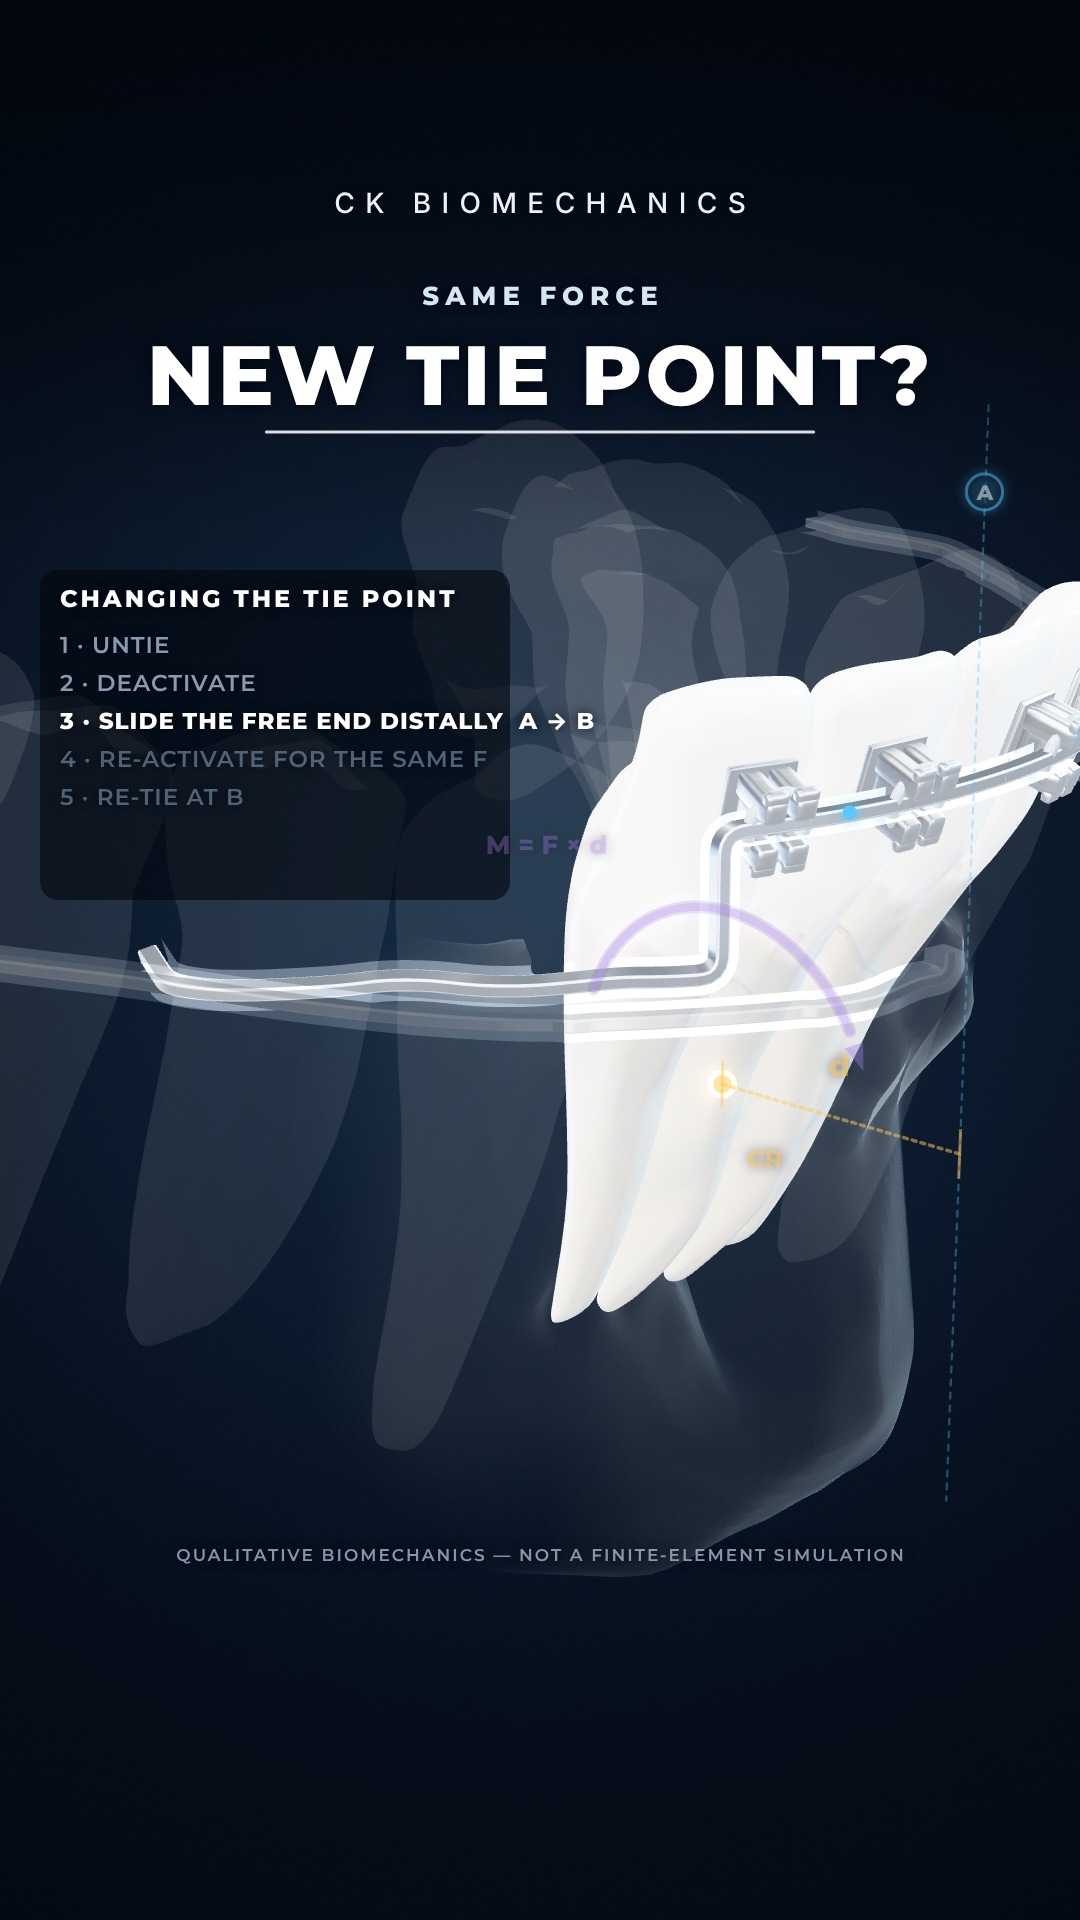 CK BIOMECHANICS
SAME FORCE
NEW TIE POINT?
A
CHANGING THE TIE POINT
1 · UNTIE
2 · DEACTIVATE
3 · SLIDE THE FREE END DISTALLY A → B
4 · RE-ACTIVATE FOR THE SAME F
5 · RE-TIE AT B
M = F × d
d
CR
QUALITATIVE BIOMECHANICS — NOT A FINITE-ELEMENT SIMULATION